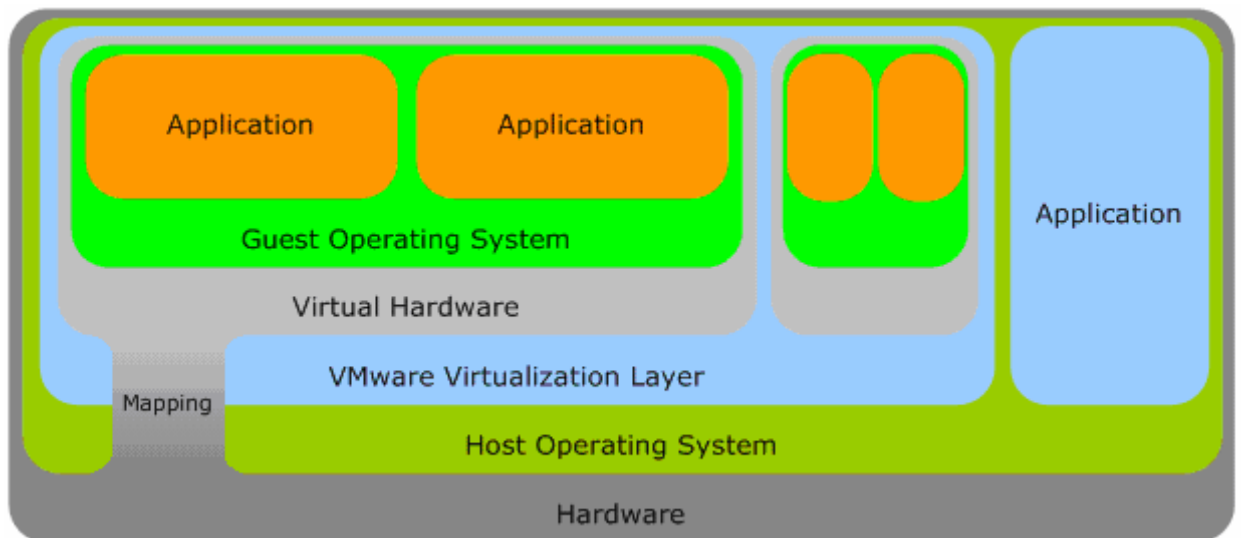 Application
Application
Application
Guest Operating System
Virtual Hardware
VMware Virtualization Layer
Mapping
Host Operating System
Hardware